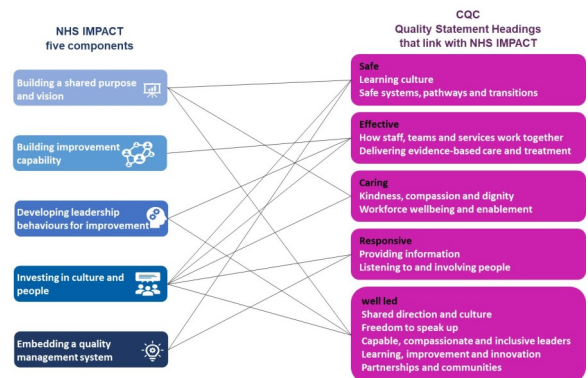 NHS IMPACT
five components
Building a shared purpose
and vision
Building improvement
capability
Developing leadership
behaviours for improvement
Investing in culture and
people
Embedding a quality
management system
CQC
Quality Statement Headings
that link with NHS IMPACT
Safe
Learning culture
Safe systems, pathways and transitions
Effective
How staff, teams and services work together
Delivering evidence-based care and treatment
Caring
Kindness, compassion and dignity
Workforce wellbeing and enablement
Responsive
Providing information
Listening to and involving people
well led
Shared direction and culture
Freedom to speak up
Capable, compassionate and inclusive leaders
Learning, improvement and innovation
Partnerships and communities